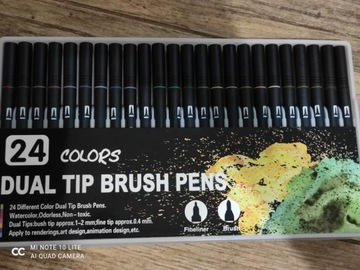 24 COLORS
DUAL TIP BRUSH PENS
24 Different Color Dual Tip Brush Pens.
Watercolor,Odorless,Non- toxic.
Dual Tips:bush tip approx 1-2 mm;fine tip approx.0.4 mm.
Apply to renderings,art design,animation design,etc.
Fineliner Brush
MI NOTE 10 LITE
AI QUAD CAMERA